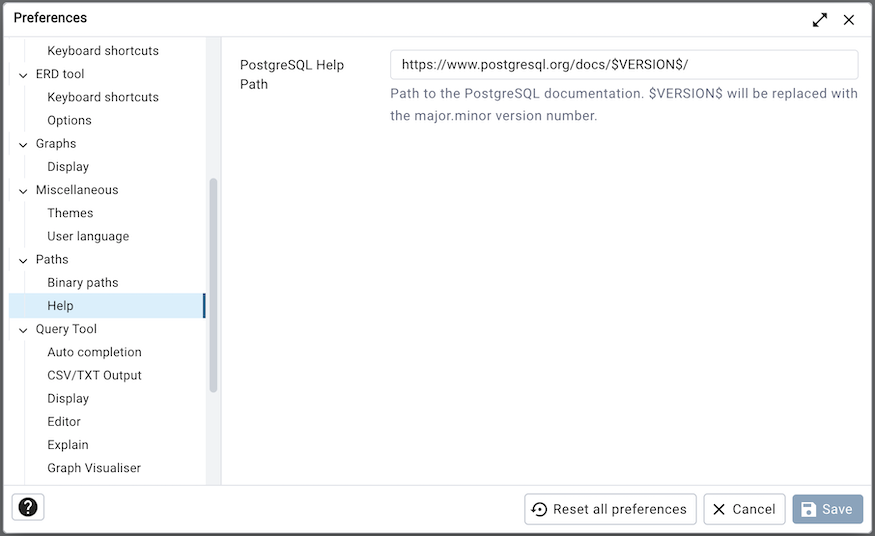 Preferences
Keyboard shortcuts
ERD tool
Keyboard shortcuts
Options
Graphs
Display
Miscellaneous
Themes
User language
Paths
Binary paths
Help
Query Tool
Auto completion
CSV/TXT Output
Display
Editor
Explain
Graph Visualiser
PostgreSQL Help
Path
https://www.postgresql.org/docs/$VERSION$/
Path to the PostgreSQL documentation. $VERSION$ will be replaced with
the major.minor version number.
?
Reset all preferences
Cancel
Save